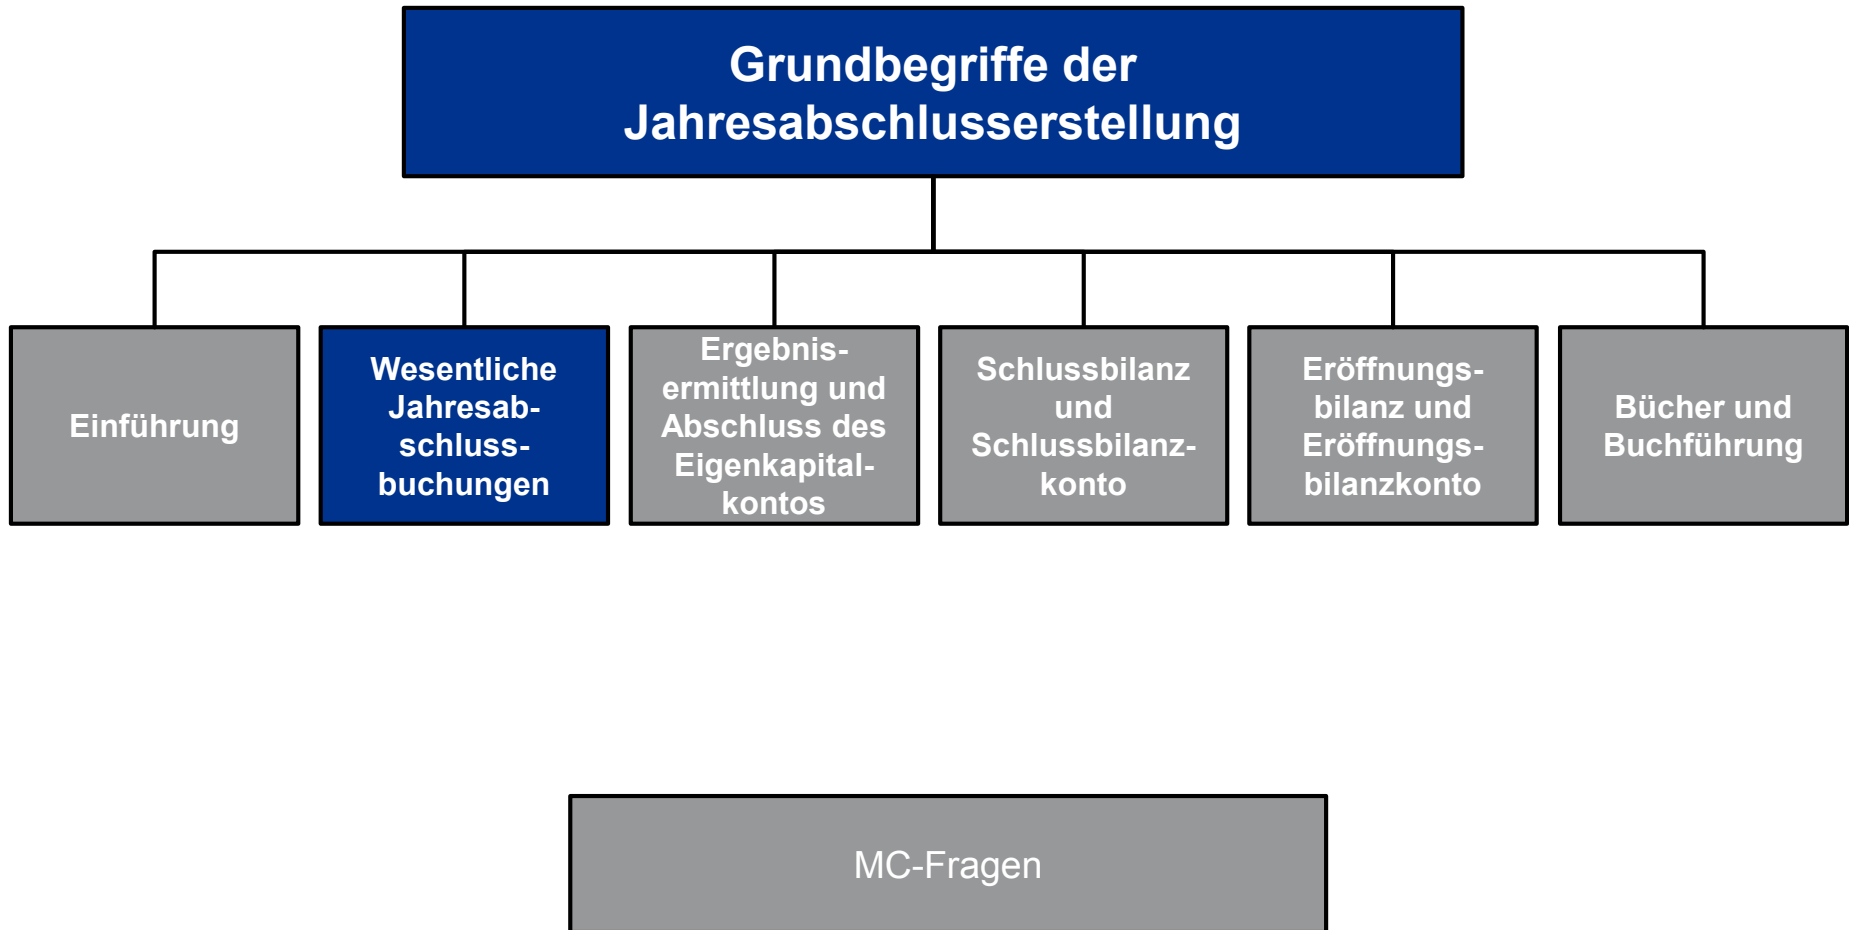 Grundbegriffe der
Jahresabschlusserstellung
Einführung
Wesentliche
Jahresab-
schluss-
buchungen
Ergebnis-
ermittlung und
Abschluss des
Eigenkapital-
kontos
Schlussbilanz
und
Schlussbilanz-
konto
Eröffnungs-
bilanz und
Eröffnungs-
bilanzkonto
Bücher und
Buchführung
MC-Fragen